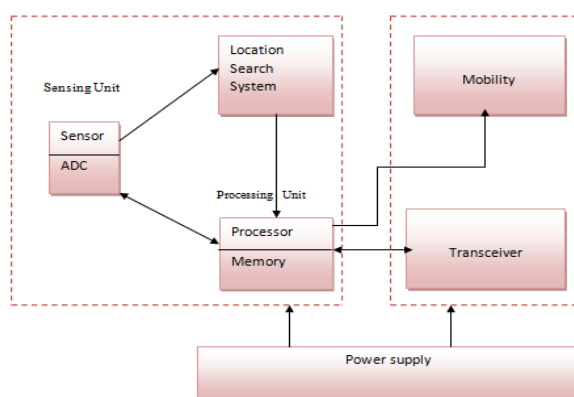 Location
Search
System
Sensing Unit
Mobility
Sensor
ADC
Processing Unit
Processor
Memory
Transceiver
Power supply